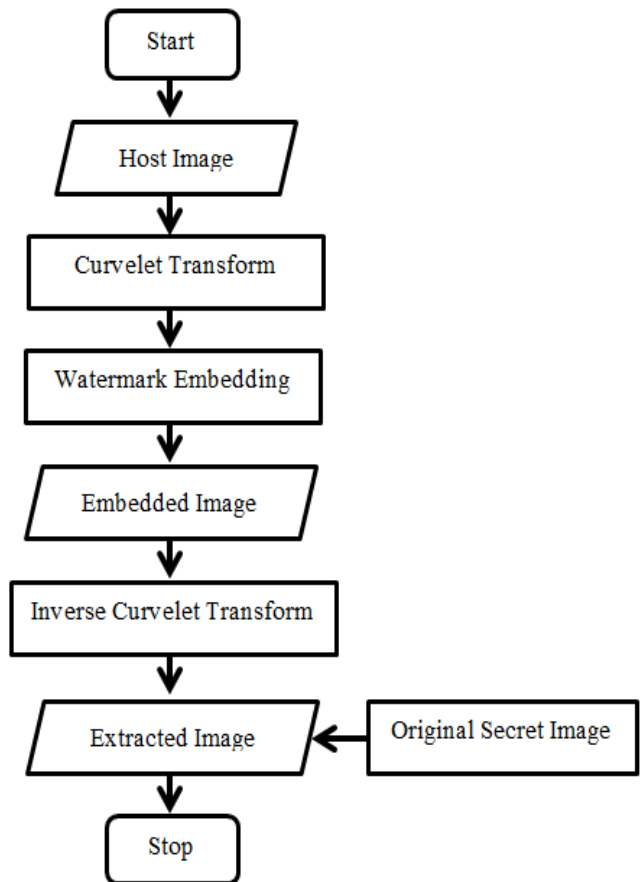 Start
Host Image
Curvelet Transform
Watermark Embedding
Embedded Image
Inverse Curvelet Transform
Extracted Image
Original Secret Image
Stop